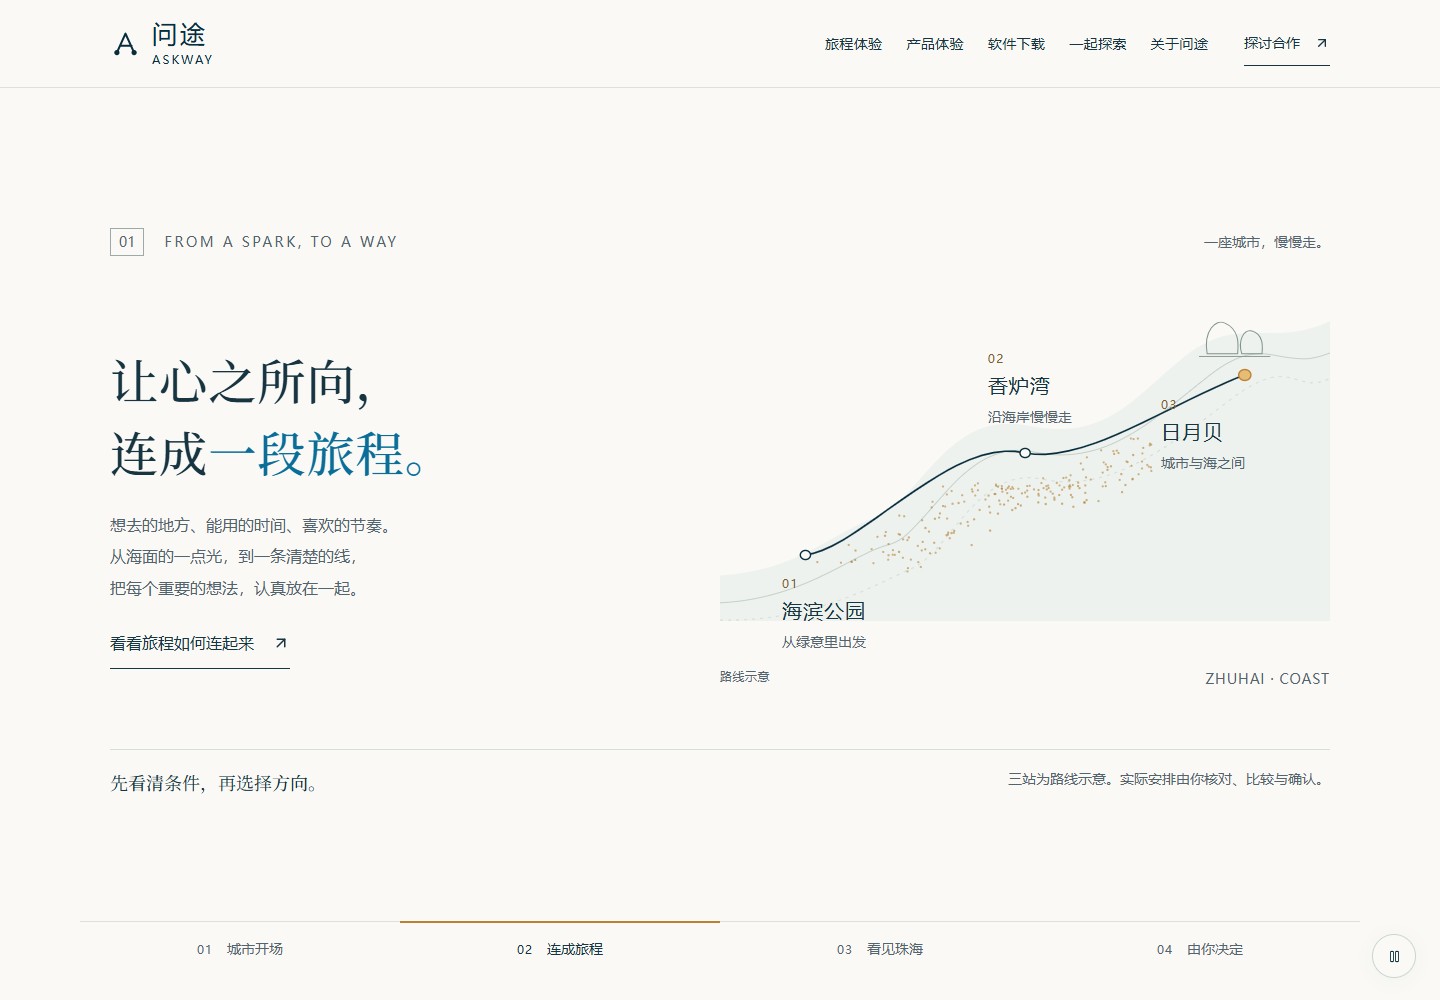 问途
ASKWAY
旅程体验 产品体验 软件下载 一起探索 关于问途 探讨合作
01 FROM A SPARK, TO A WAY
一座城市，慢慢走。
让心之所向，
连成一段旅程。
想去的地方、能用的时间、喜欢的节奏。
从海面的一点光，到一条清楚的线，
把每个重要的想法，认真放在一起。
看看旅程如何连起来
02
香炉湾
沿海岸慢慢走
03
日月贝
城市与海之间
01
海滨公园
从绿意里出发
路线示意
ZHUHAI · COAST
先看清条件，再选择方向。
三站为路线示意。实际安排由你核对、比较与确认。
01 城市开场
02 连成旅程
03 看见珠海
04 由你决定